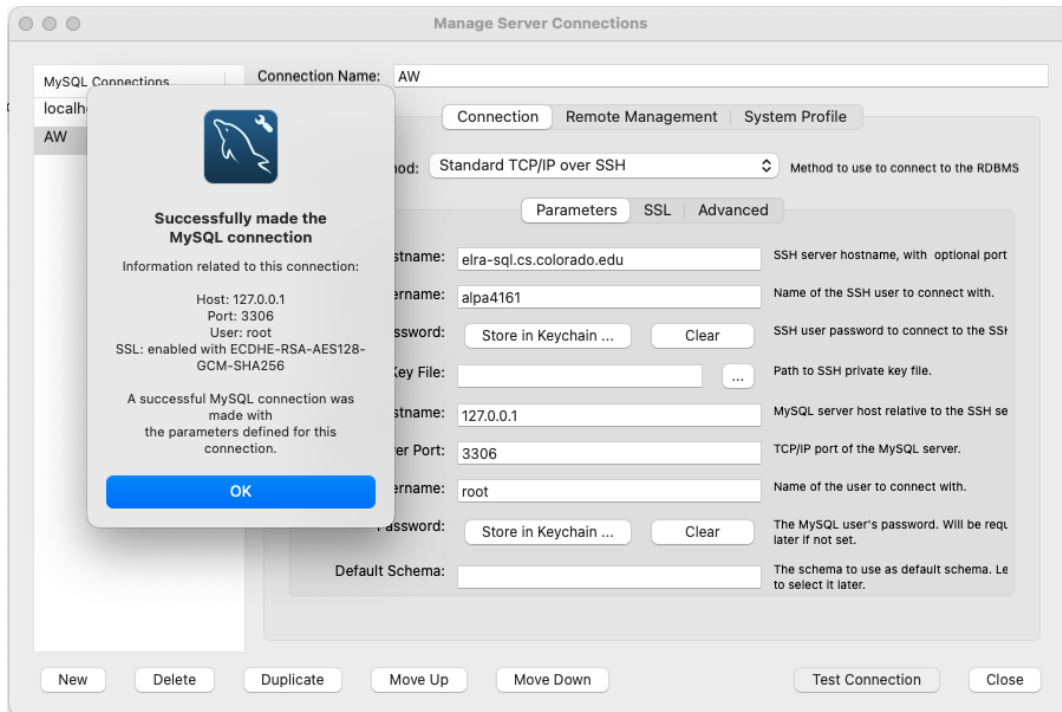 Manage Server Connections
MySQL Connections
localh
AW
Connection Name: AW
Connection Remote Management System Profile
Standard TCP/IP over SSH Method to use to connect to the RDBMS
Parameters SSL Advanced
stname: elra-sql.cs.colorado.edu SSH server hostname, with optional port
ername: alpa4161 Name of the SSH user to connect with.
ssword: Store in Keychain ... Clear SSH user password to connect to the SSH
Key File: ... Path to SSH private key file.
stname: 127.0.0.1 MySQL server host relative to the SSH se
er Port: 3306 TCP/IP port of the MySQL server.
ername: root Name of the user to connect with.
Password: Store in Keychain ... Clear The MySQL user's password. Will be requ
later if not set.
Default Schema: The schema to use as default schema. Le
to select it later.
Successfully made the
MySQL connection
Information related to this connection:
Host: 127.0.0.1
Port: 3306
User: root
SSL: enabled with ECDHE-RSA-AES128-
GCM-SHA256
A successful MySQL connection was
made with
the parameters defined for this
connection.
OK
New Delete Duplicate Move Up Move Down Test Connection Close